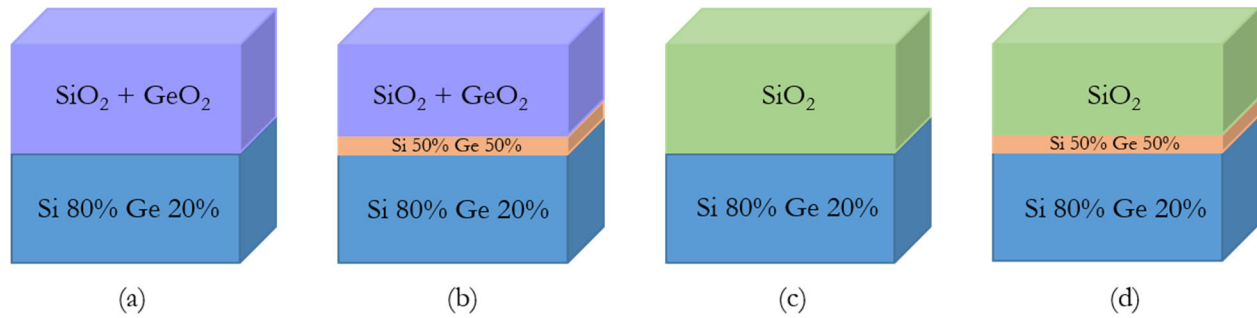 SiO₂ + GeO₂
Si 80% Ge 20%
(a)
SiO₂ + GeO₂
Si 50% Ge 50%
Si 80% Ge 20%
(b)
SiO₂
Si 80% Ge 20%
(c)
SiO₂
Si 50% Ge 50%
Si 80% Ge 20%
(d)